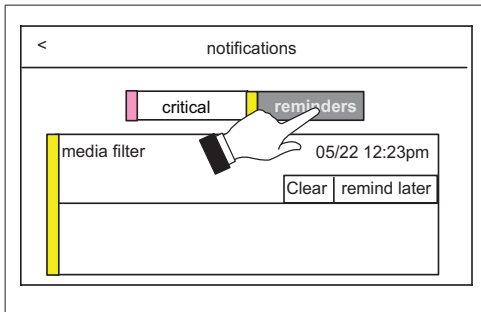 < notifications
critical reminders
media filter 05/22 12:23pm
Clear remind later